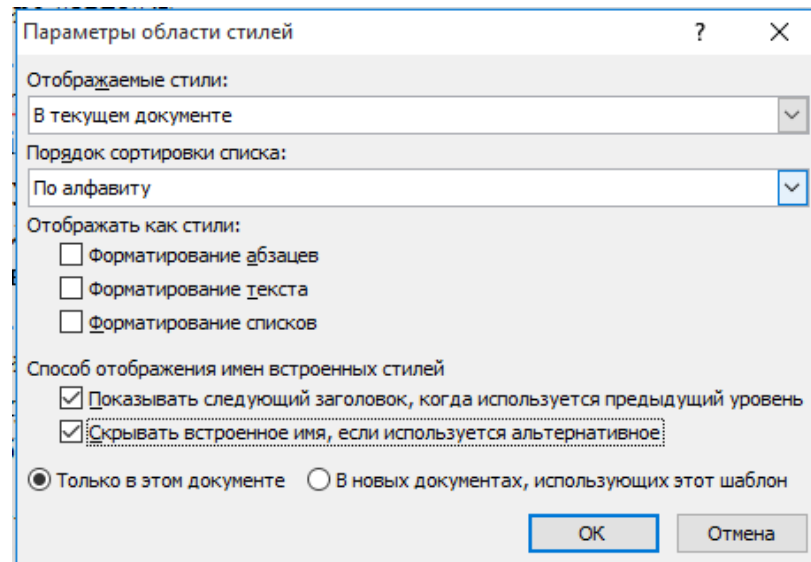 Параметры области стилей ?
Отображаемые стили:
В текущем документе
Порядок сортировки списка:
По алфавиту
Отображать как стили:
Форматирование абзацев
Форматирование текста
Форматирование списков
Способ отображения имен встроенных стилей
Показывать следующий заголовок, когда используется предыдущий уровень
Скрывать встроенное имя, если используется альтернативное
Только в этом документе В новых документах, использующих этот шаблон
ОК Отмена